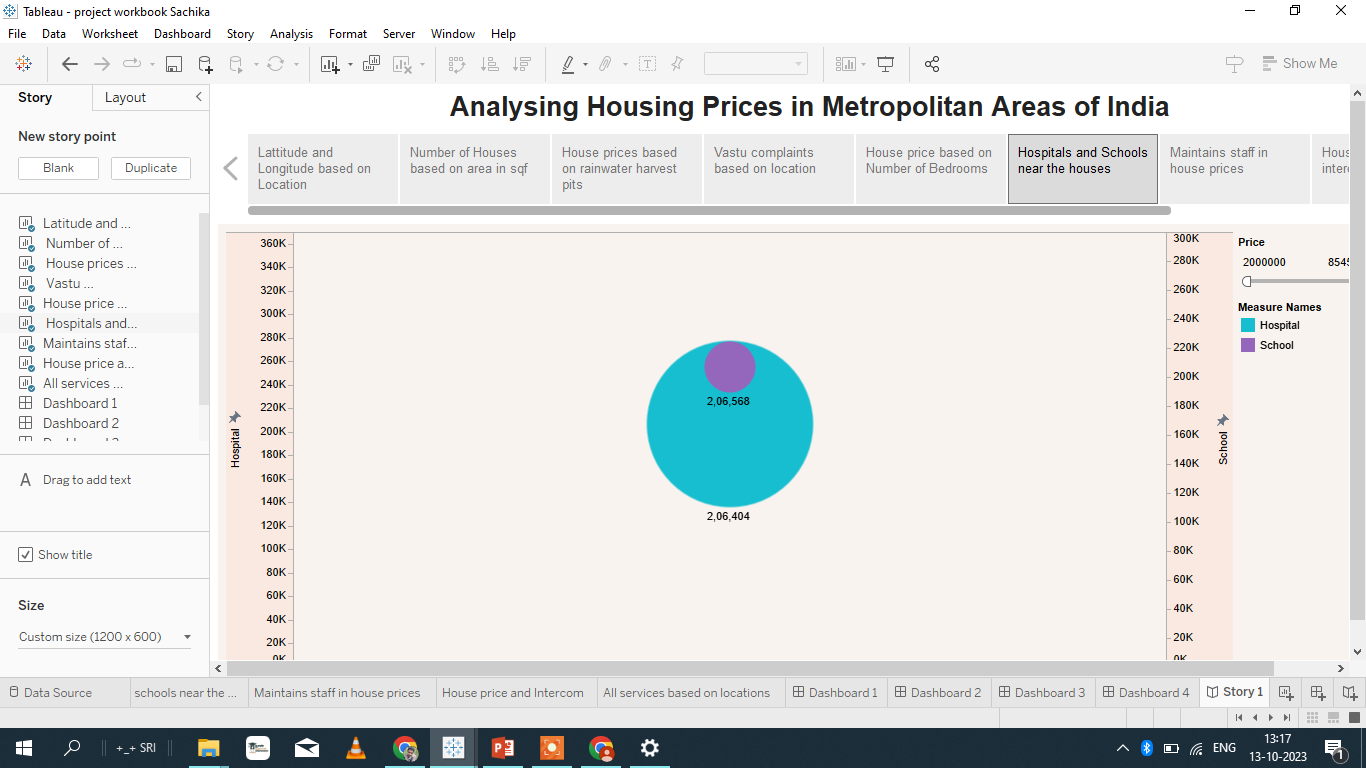 Tableau - project workbook Sachika
File Data Worksheet Dashboard Story Analysis Format Server Window Help
Show Me
Story Layout
New story point
Blank Duplicate
Latitude and ...
Number of ...
House prices ...
Vastu ...
House price ...
Hospitals and...
Maintains staf...
House price a...
All services ...
Dashboard 1
Dashboard 2
A Drag to add text
Show title
Size
Custom size (1200 x 600)
Analysing Housing Prices in Metropolitan Areas of India
Lattitude and
Longitude based on
Location
Number of Houses
based on area in sqf
House prices based
on rainwater harvest
pits
Vastu complaints
based on location
House price based on
Number of Bedrooms
Hospitals and Schools
near the houses
Maintains staff in
house prices
Hous
inter
Hospital
360K
340K
320K
300K
280K
260K
240K
220K
200K
180K
160K
140K
120K
100K
80K
60K
40K
20K
0K
2,06,568
2,06,404
300K
280K
260K
240K
220K
200K
180K
160K
140K
120K
100K
80K
60K
40K
20K
0K
School
Price
2000000 8545
Measure Names
Hospital
School
Data Source schools near the ... Maintains staff in house prices House price and Intercom All services based on locations Dashboard 1 Dashboard 2 Dashboard 3 Dashboard 4 Story 1
+_+ SRI
ENG
13:17
13-10-2023
1